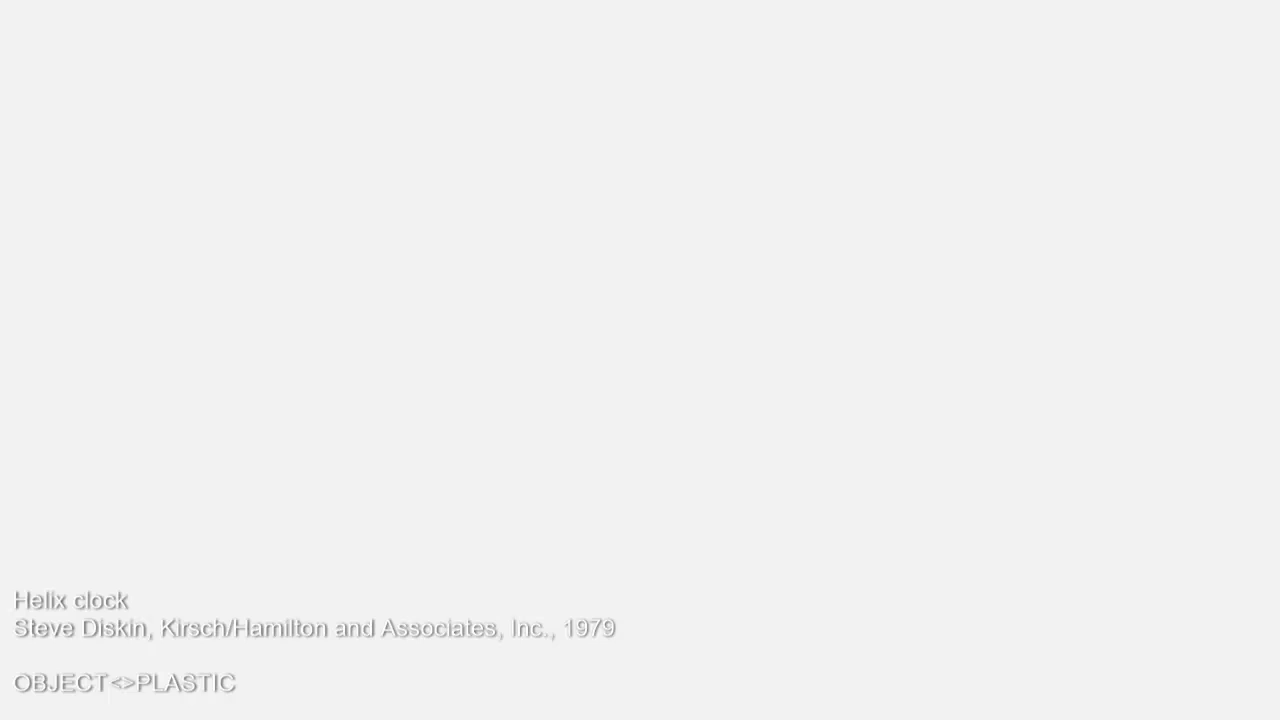 Helix clock
Steve Diskin, Kirsch/Hamilton and Associates, Inc., 1979
OBJECT<>PLASTIC